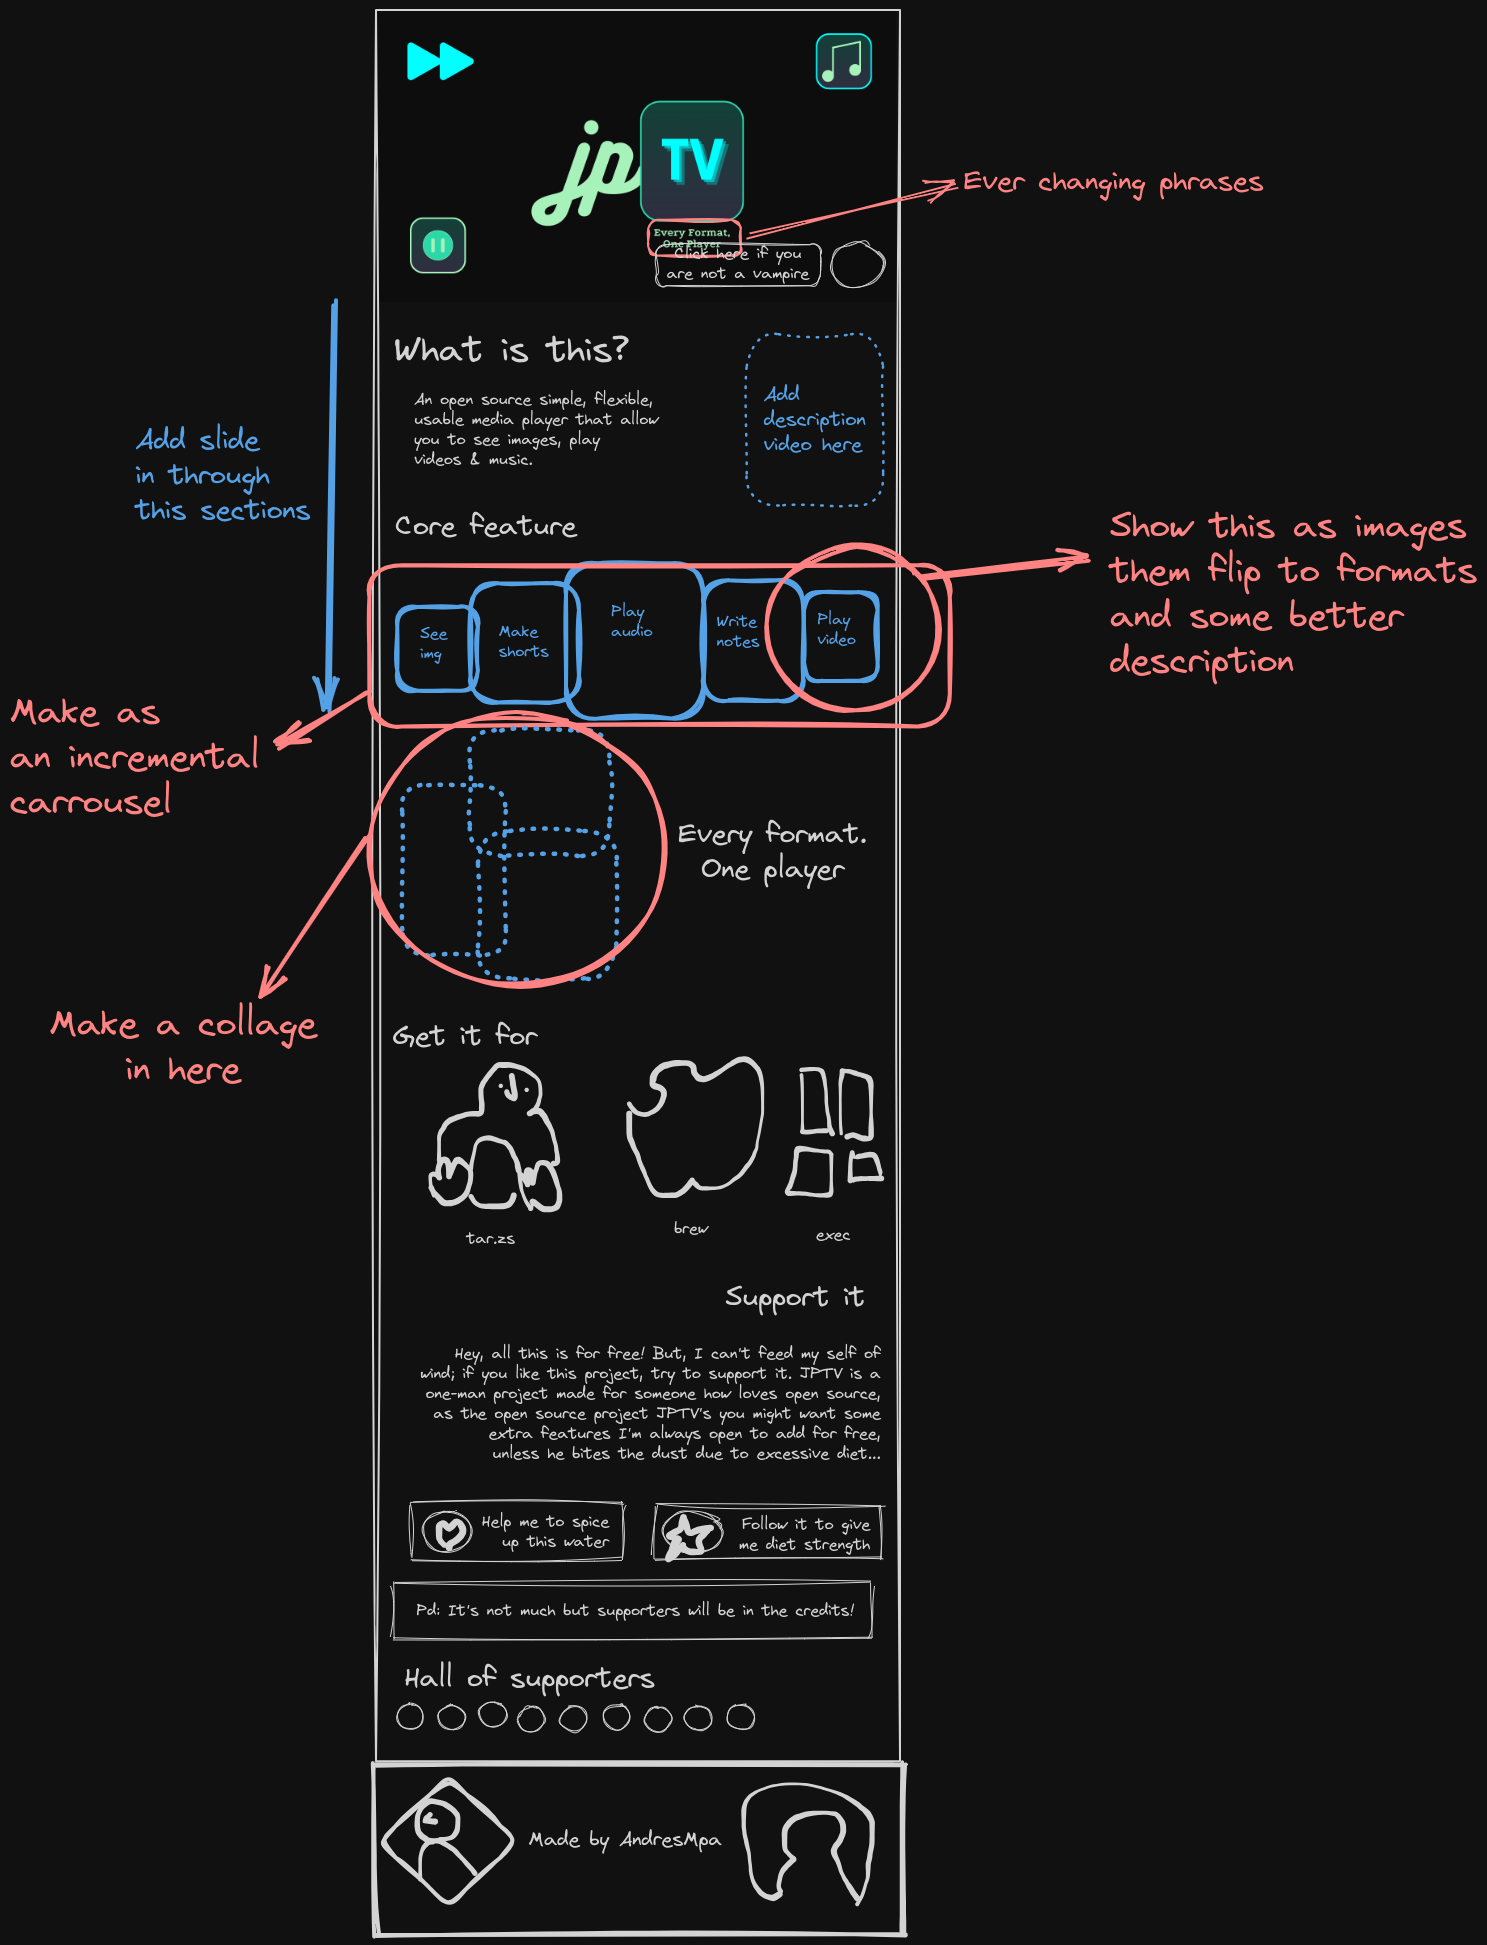 jp
TV
Every Format,
One Player
Click here if you
are not a vampire
Ever changing phrases
What is this?
An open source simple, flexible,
usable media player that allow
you to see images, play
videos & music.
Add
description
video here
Add slide
in through
this sections
Core feature
See
img
Make
shorts
Play
audio
Write
notes
Play
video
Show this as images
them flip to formats
and some better
description
Make as
an incremental
carrousel
Every format.
One player
Make a collage
in here
Get it for
tar.zs
brew
exec
Support it
Hey, all this is for free! But, I can't feed my self of
wind; if you like this project, try to support it. JPTV is a
one-man project made for someone how loves open source,
as the open source project JPTV's you might want some
extra features I'm always open to add for free,
unless he bites the dust due to excessive diet...
Help me to spice
up this water
Follow it to give
me diet strength
Pd: It's not much but supporters will be in the credits!
Hall of supporters
Made by AndresMpa